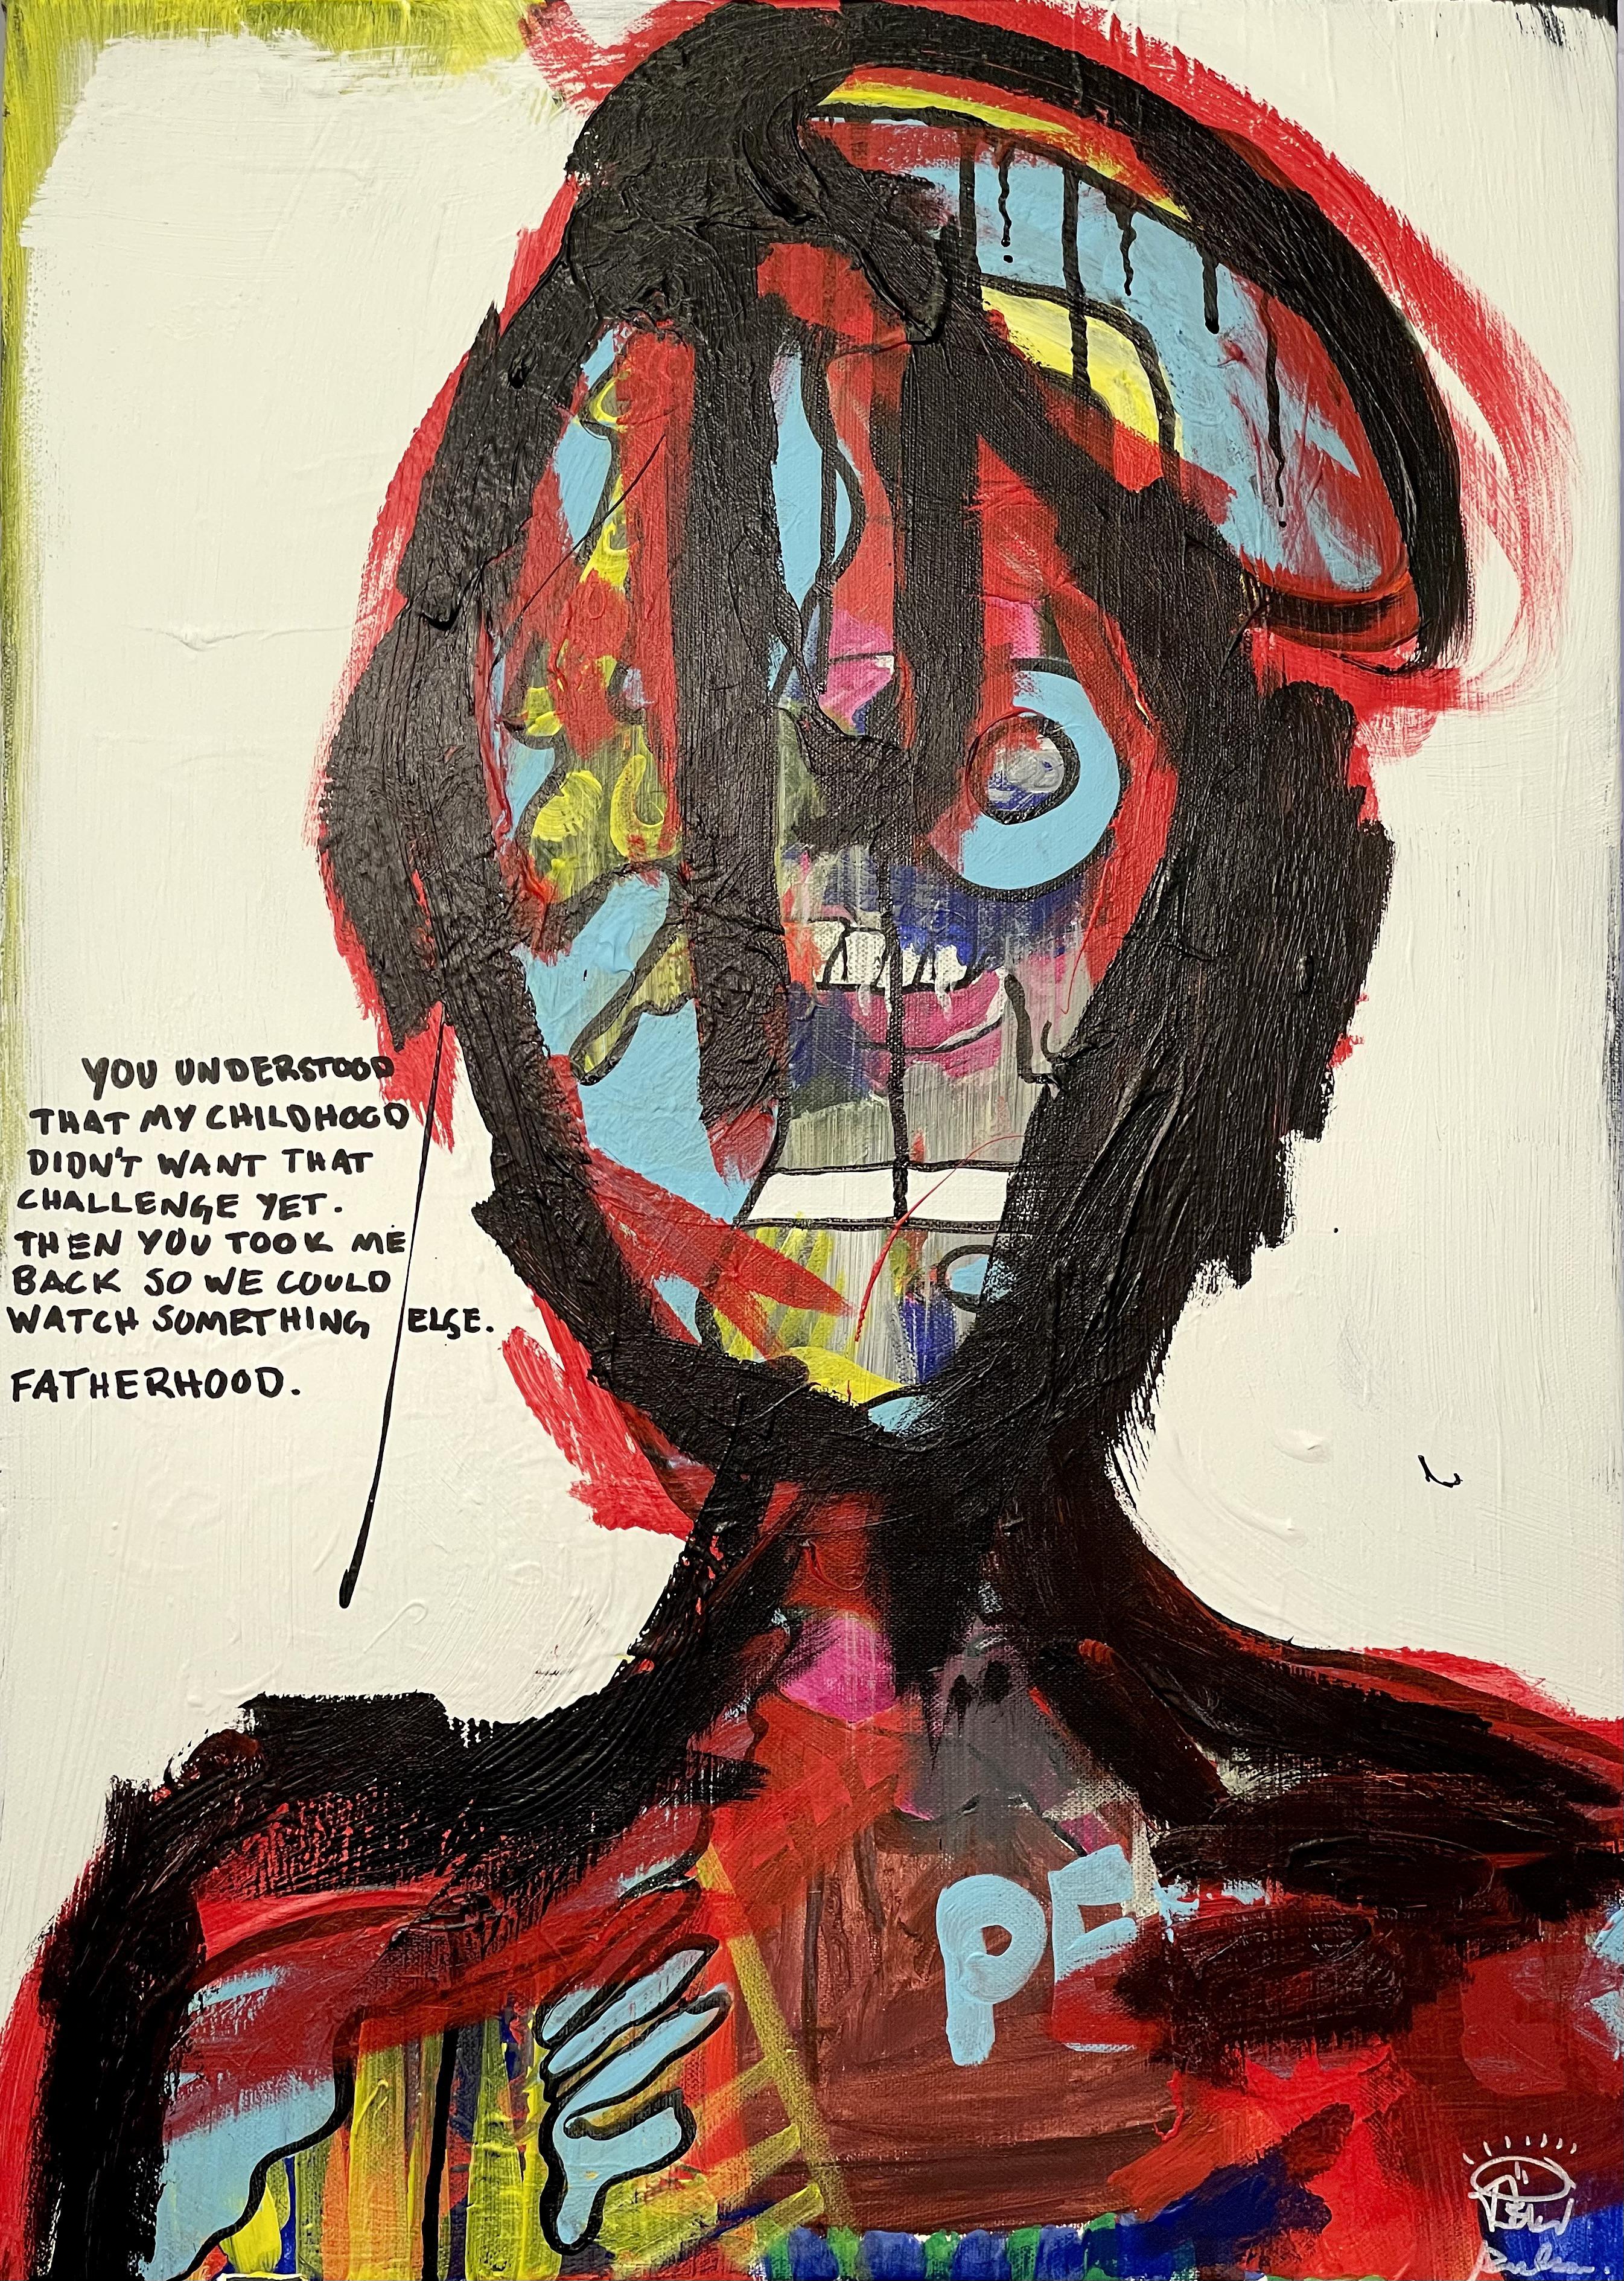 YOU UNDERSTOOD
THAT MY CHILDHOOD
DIDN'T WANT THAT
CHALLENGE YET.
THEN YOU TOOK ME
BACK SO WE COULD
WATCH SOMETHING ELSE.
FATHERHOOD.
PE